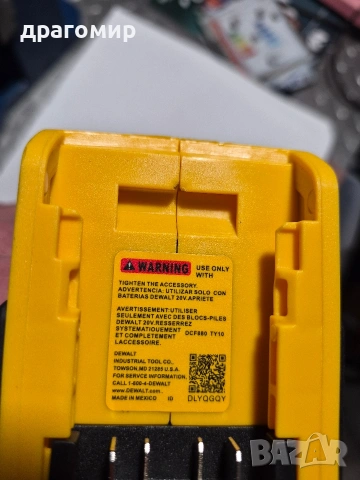 драгомир
WARNING USE ONLY
WITH
TIGHTEN THE ACCESSORY
ADVERTENCIA: UTILIZAR SOLO CON
BATERIAS DEWALT 20V.APRIETE
AVERTISSEMENT:UTILISER
SEULEMENT AVEC DES BLOCS-PILES
DEWALT 20V.RESSERREZ
SYSTEMATIQUEMENT DCF880 TY10
ET COMPLETEMENT
LACCESSOIRE.
DEWALT
INDUSTRIAL TOOL CO.,
TOWSON.MD 21285 U.S.A.
FOR SERVCE INFORMATION.
CALL 1-800-4-DEWALT
www.DEWALT.com.
MADE IN MEXICO
DLYQGQY
BAZAR